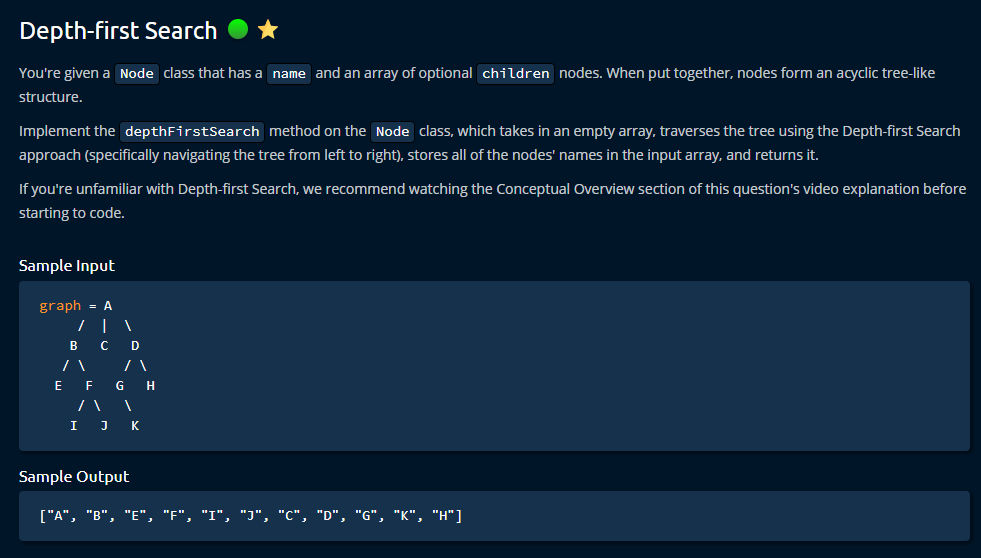 Depth-first Search
You're given a Node class that has a name and an array of optional children nodes. When put together, nodes form an acyclic tree-like
structure.
Implement the depthFirstSearch method on the Node class, which takes in an empty array, traverses the tree using the Depth-first Search
approach (specifically navigating the tree from left to right), stores all of the nodes' names in the input array, and returns it.
If you're unfamiliar with Depth-first Search, we recommend watching the Conceptual Overview section of this question's video explanation before
starting to code.
Sample Input
graph = A
     /  |  \
    B   C   D
   / \     / \
  E   F   G   H
     / \   \
    I   J   K
Sample Output
["A", "B", "E", "F", "I", "J", "C", "D", "G", "K", "H"]